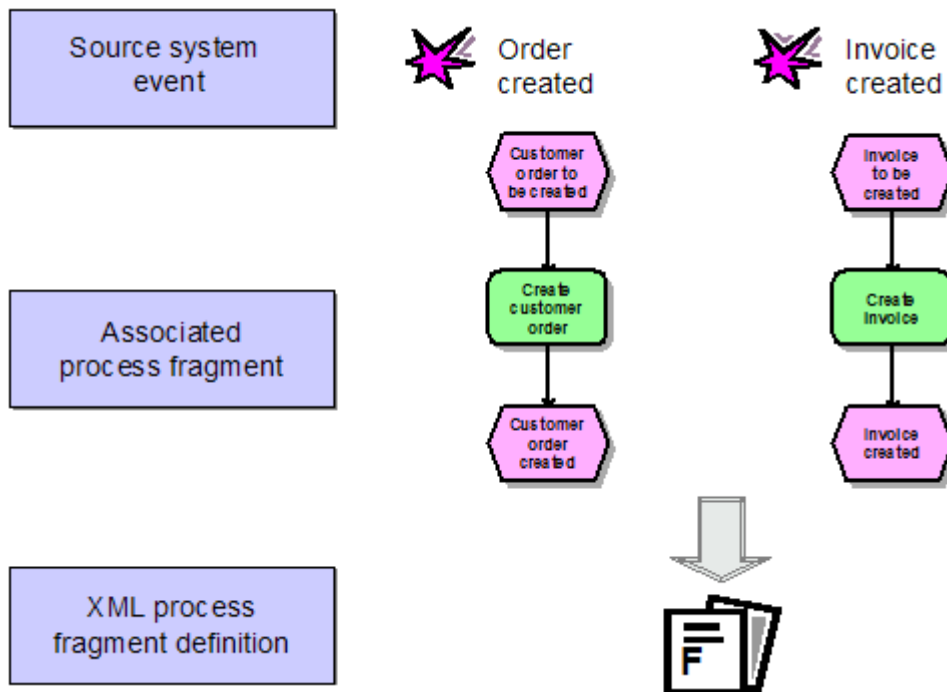 Source system
event
Order
created
Invoice
created
Customer
order to
be created
Invoice
to be
created
Associated
process fragment
Create
customer
order
Create
invoice
Customer
order
created
Invoice
created
XML process
fragment definition
F